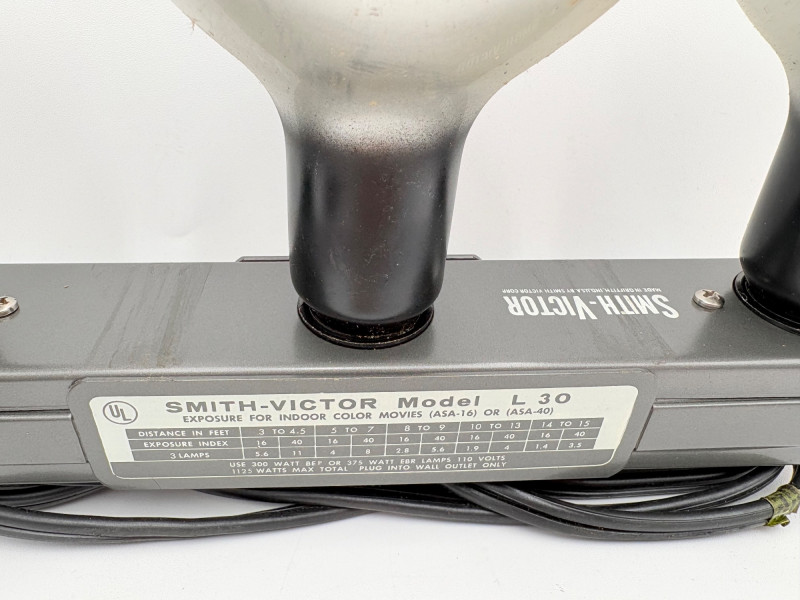 SMITH-VICTOR
MADE IN GRIFFITH, IND., U.S.A. BY SMITH VICTOR CORP.
UL
SMITH-VICTOR Model L 30
EXPOSURE FOR INDOOR COLOR MOVIES (ASA-16) OR (ASA-40)
DISTANCE IN FEET 3 TO 4.5 5 TO 7 8 TO 9 10 TO 13 14 TO 15
EXPOSURE INDEX 16 40 16 40 16 40 16 40 16 40
3 LAMPS 5.6 11 4 8 2.8 5.6 1.9 4 1.4 3.5
USE 300 WATT BEP OR 375 WATT EBR LAMPS 110 VOLTS
1125 WATTS MAX TOTAL PLUG INTO WALL OUTLET ONLY